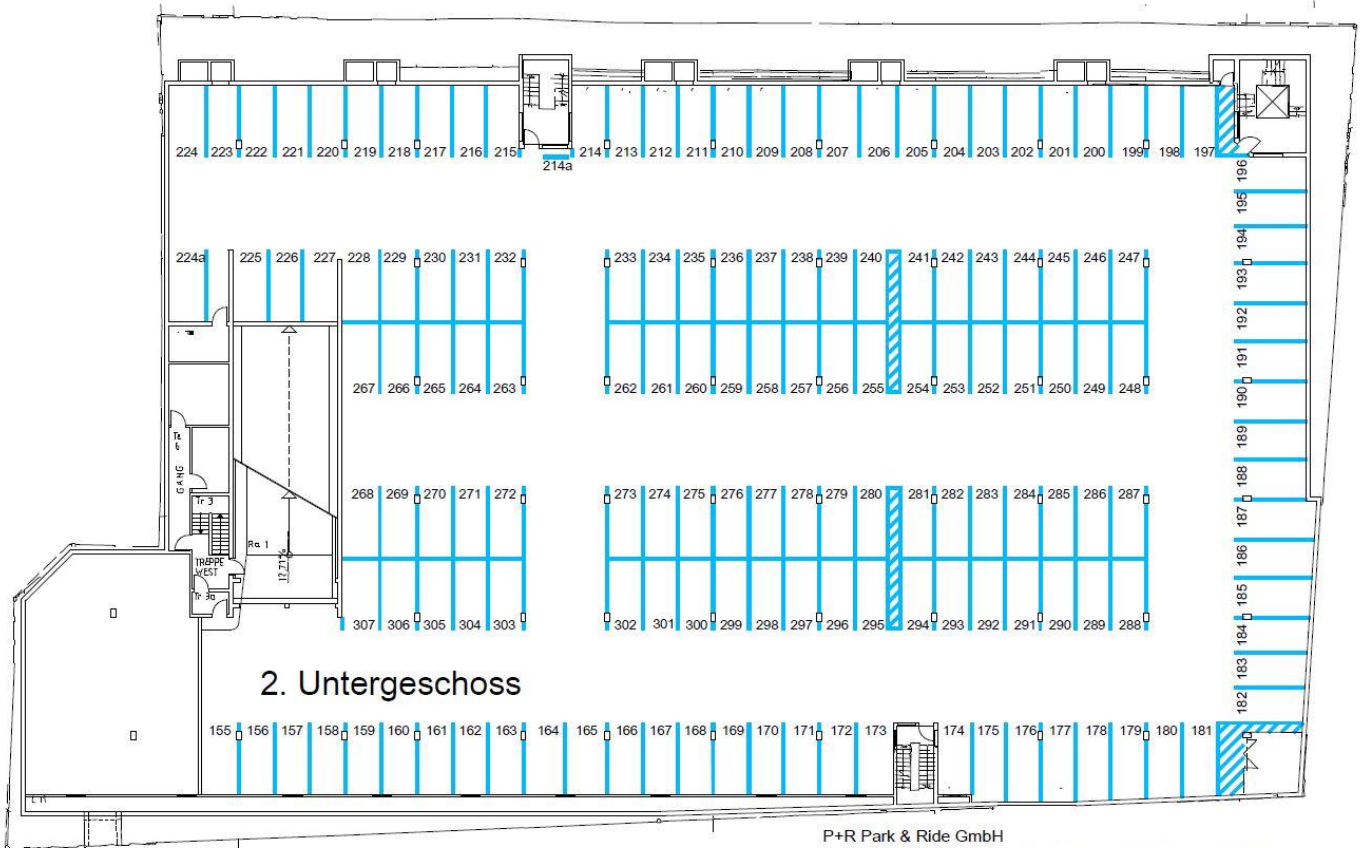 224 223 222 221 220 219 218 217 216 215 214 213 212 211 210 209 208 207 206 205 204 203 202 201 200 199 198 197
214a
196
195
194
193
192
191
190
189
188
187
186
185
184
183
182
224a 225 226 227 228 229 230 231 232 233 234 235 236 237 238 239 240 241 242 243 244 245 246 247
267 266 265 264 263 262 261 260 259 258 257 256 255 254 253 252 251 250 249 248
GANG
Tr 3
268 269 270 271 272 273 274 275 276 277 278 279 280 281 282 283 284 285 286 287
Ra 1
TREPPE
WEST
307 306 305 304 303 302 301 300 299 298 297 296 295 294 293 292 291 290 289 288
2. Untergeschoss
155 156 157 158 159 160 161 162 163 164 165 166 167 168 169 170 171 172 173 174 175 176 177 178 179 180 181
P+R Park & Ride GmbH